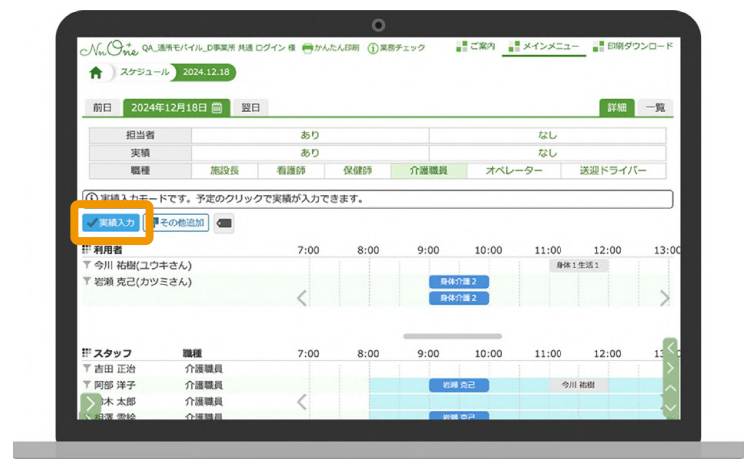 NnOne QA_通所モバイル_D事業所 共通 ログイン 様 かんたん印刷 業務チェック ご案内 メインメニュー 印刷ダウンロード
スケジュール 2024.12.18
前日 2024年12月18日 翌日 詳細 一覧
担当者 あり なし
実績 あり なし
職種 施設長 看護師 保健師 介護職員 オペレーター 送迎ドライバー
実績入力モードです。予定のクリックで実績が入力できます。
実績入力 その他追加
利用者 7:00 8:00 9:00 10:00 11:00 12:00 13:00
今川 祐樹(ユウキさん) 身体1生活1
岩瀬 克己(カツミさん) 身体介護2
身体介護2
スタッフ 職種 7:00 8:00 9:00 10:00 11:00 12:00
吉田 正治 介護職員
阿部 洋子 介護職員 岩瀬 克己 今川 祐樹
木 太郎 介護職員
介護職員 岩瀬 克己